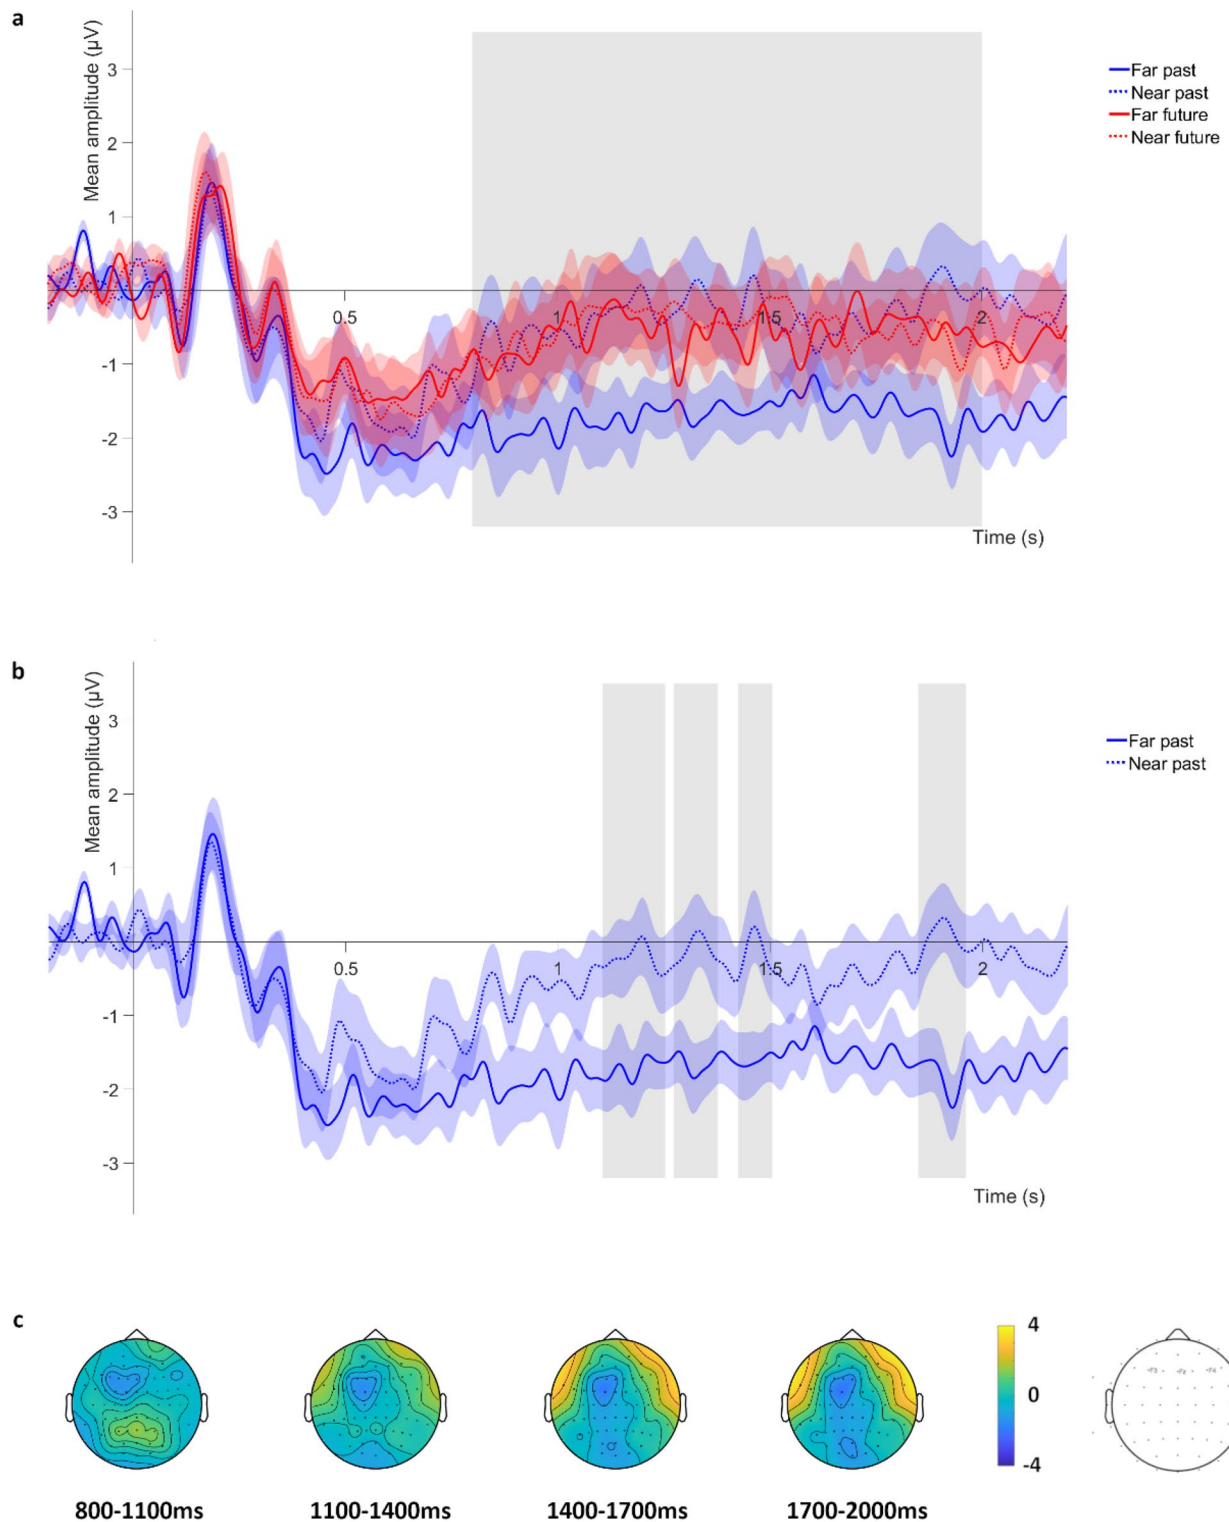 a
Mean amplitude (µV)
3
2
1
-1
-2
-3
0.5
1
1.5
2
Time (s)
Far past
Near past
Far future
Near future
b
Mean amplitude (µV)
3
2
1
-1
-2
-3
0.5
1
1.5
2
Time (s)
Far past
Near past
c
4
0
-4
800-1100ms
1100-1400ms
1400-1700ms
1700-2000ms